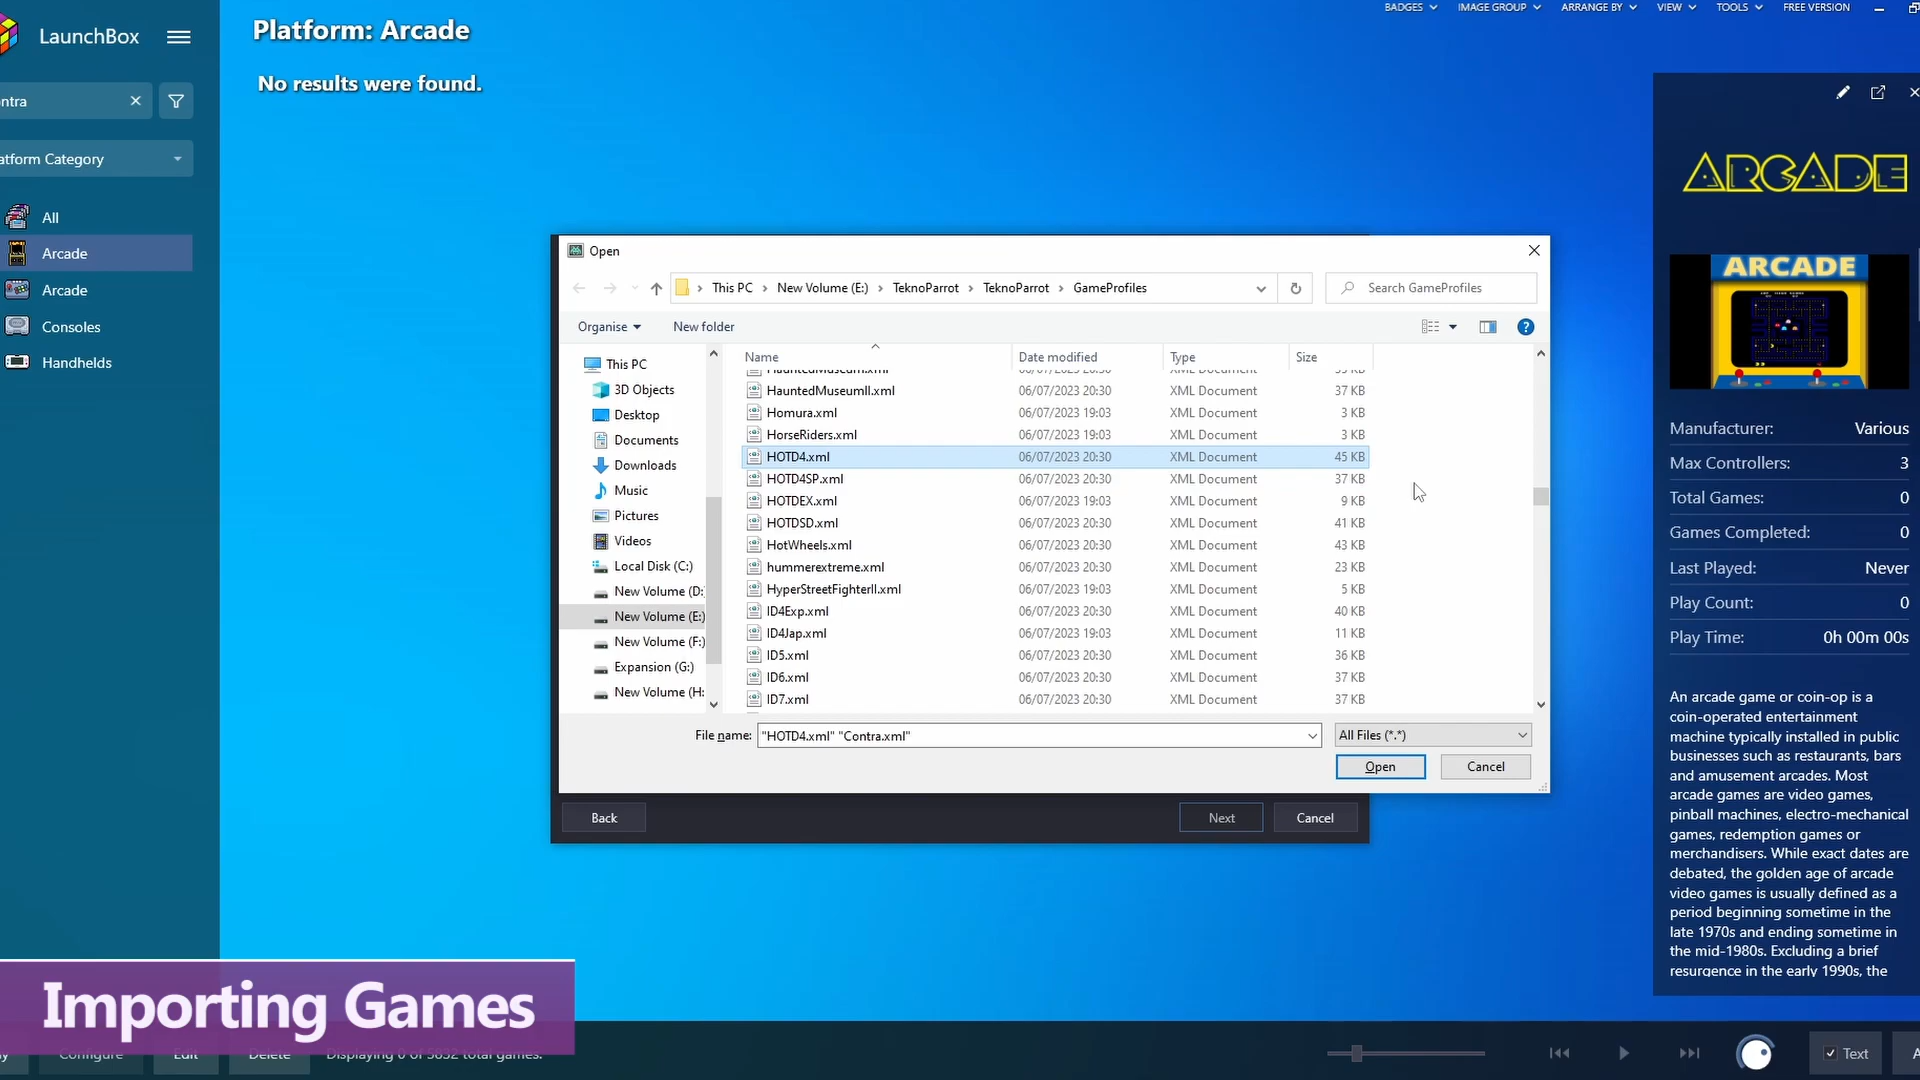 LaunchBox
Platform: Arcade
BADGES
IMAGE GROUP
ARRANGE BY
VIEW
TOOLS
FREE VERSION
No results were found.
ntra
atform Category
All
Arcade
Arcade
Consoles
Handhelds
Open
This PC > New Volume (E:) > TeknoParrot > TeknoParrot > GameProfiles
Search GameProfiles
Organise
New folder
This PC
3D Objects
Desktop
Documents
Downloads
Music
Pictures
Videos
Local Disk (C:)
New Volume (D:
New Volume (E:)
New Volume (F:)
Expansion (G:)
New Volume (H:
Name Date modified Type Size
HauntedMuseumII.xml 06/07/2023 20:30 XML Document 37 KB
Homura.xml 06/07/2023 19:03 XML Document 3 KB
HorseRiders.xml 06/07/2023 19:03 XML Document 3 KB
HOTD4.xml 06/07/2023 20:30 XML Document 45 KB
HOTD4SP.xml 06/07/2023 20:30 XML Document 37 KB
HOTDEX.xml 06/07/2023 19:03 XML Document 9 KB
HOTDSD.xml 06/07/2023 20:30 XML Document 41 KB
HotWheels.xml 06/07/2023 20:30 XML Document 43 KB
hummerextreme.xml 06/07/2023 20:30 XML Document 23 KB
HyperStreetFighterII.xml 06/07/2023 19:03 XML Document 5 KB
ID4Exp.xml 06/07/2023 20:30 XML Document 40 KB
ID4Jap.xml 06/07/2023 19:03 XML Document 11 KB
ID5.xml 06/07/2023 20:30 XML Document 36 KB
ID6.xml 06/07/2023 20:30 XML Document 37 KB
ID7.xml 06/07/2023 20:30 XML Document 37 KB
File name: "HOTD4.xml" "Contra.xml"
All Files (*.*)
Open
Cancel
Back
Next
Cancel
ARCADE
ARCADE
Manufacturer: Various
Max Controllers: 3
Total Games: 0
Games Completed: 0
Last Played: Never
Play Count: 0
Play Time: 0h 00m 00s
An arcade game or coin-op is a
coin-operated entertainment
machine typically installed in public
businesses such as restaurants, bars
and amusement arcades. Most
arcade games are video games,
pinball machines, electro-mechanical
games, redemption games or
merchandisers. While exact dates are
debated, the golden age of arcade
video games is usually defined as a
period beginning sometime in the
late 1970s and ending sometime in
the mid-1980s. Excluding a brief
resurgence in the early 1990s, the
Importing Games
Configure
Edit
Delete
Text